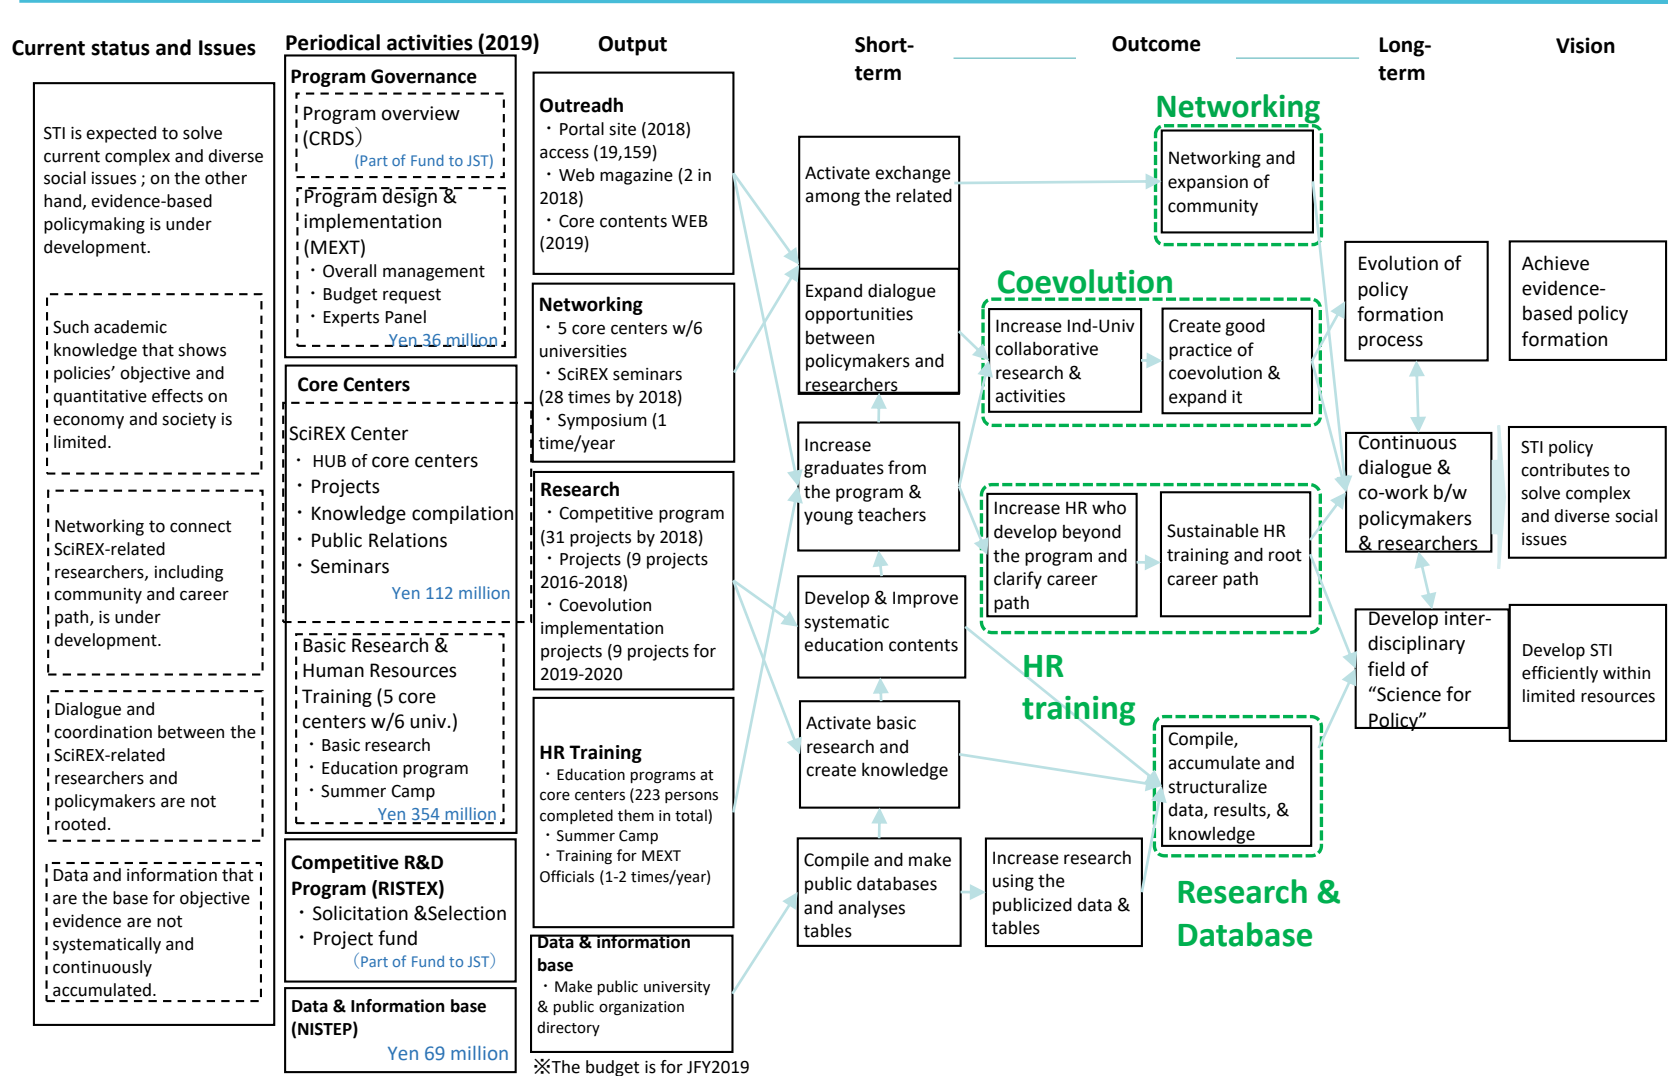 Current status and Issues
STI is expected to solve
current complex and diverse
social issues ; on the other
hand, evidence-based
policymaking is under
development.
Such academic
knowledge that shows
policies’ objective and
quantitative effects on
economy and society is
limited.
Networking to connect
SciREX-related
researchers, including
community and career
path, is under
development.
Dialogue and
coordination between the
SciREX-related
researchers and
policymakers are not
rooted.
Data and information that
are the base for objective
evidence are not
systematically and
continuously
accumulated.
Periodical activities (2019)
Program Governance
Program overview
(CRDS）
(Part of Fund to JST)
Program design &
implementation
(MEXT)
・Overall management
・Budget request
・Experts Panel
Yen 36 million
Core Centers
SciREX Center
・HUB of core centers
・Projects
・Knowledge compilation
・Public Relations
・Seminars
Yen 112 million
Basic Research &
Human Resources
Training (5 core
centers w/6 univ.)
・Basic research
・Education program
・Summer Camp
Yen 354 million
Competitive R&D
Program (RISTEX)
・Solicitation &Selection
・Project fund
（Part of Fund to JST）
Data & Information base
(NISTEP)
Yen 69 million
Output
Outreadh
・Portal site (2018)
access (19,159)
・Web magazine (2 in
2018)
・Core contents WEB
(2019)
Networking
・5 core centers w/6
universities
・SciREX seminars
(28 times by 2018)
・Symposium (1
time/year
Research
・Competitive program
(31 projects by 2018)
・Projects (9 projects
2016-2018)
・Coevolution
implementation
projects (9 projects for
2019-2020
HR Training
・Education programs at
core centers (223 persons
completed them in total)
・Summer Camp
・Training for MEXT
Officials (1-2 times/year)
Data & information
base
・Make public university
& public organization
directory
※The budget is for JFY2019
Short-
term
Outcome
Long-
term
Activate exchange
among the related
Expand dialogue
opportunities
between
policymakers and
researchers
Increase
graduates from
the program &
young teachers
Develop & Improve
systematic
education contents
Activate basic
research and
create knowledge
Compile and make
public databases
and analyses
tables
Increase research
using the
publicized data &
tables
Networking
Networking and
expansion of
community
Coevolution
Increase Ind-Univ
collaborative
research &
activities
Create good
practice of
coevolution &
expand it
Increase HR who
develop beyond
the program and
clarify career
path
Sustainable HR
training and root
career path
HR
training
Compile,
accumulate and
structuralize
data, results, &
knowledge
Research &
Database
Evolution of
policy
formation
process
Continuous
dialogue &
co-work b/w
policymakers
& researchers
Develop inter-
disciplinary
field of
“Science for
Policy”
Vision
Achieve
evidence-
based policy
formation
STI policy
contributes to
solve complex
and diverse social
issues
Develop STI
efficiently within
limited resources